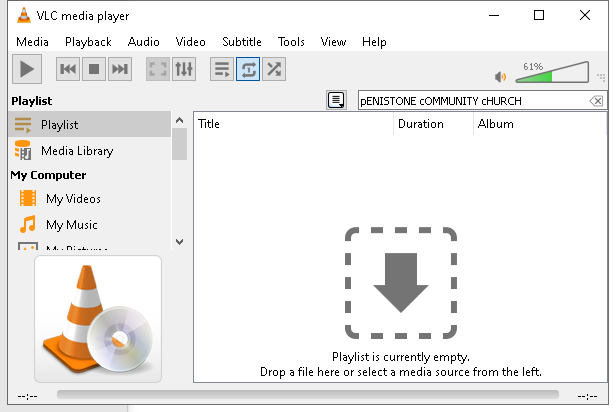 VLC media player
Media Playback Audio Video Subtitle Tools View Help
61%
Playlist
pENISTONE cOMMUNITY cHURCH
Playlist
Title Duration Album
Media Library
My Computer
My Videos
My Music
My Pictures
Playlist is currently empty.
Drop a file here or select a media source from the left.
--:-- --:--